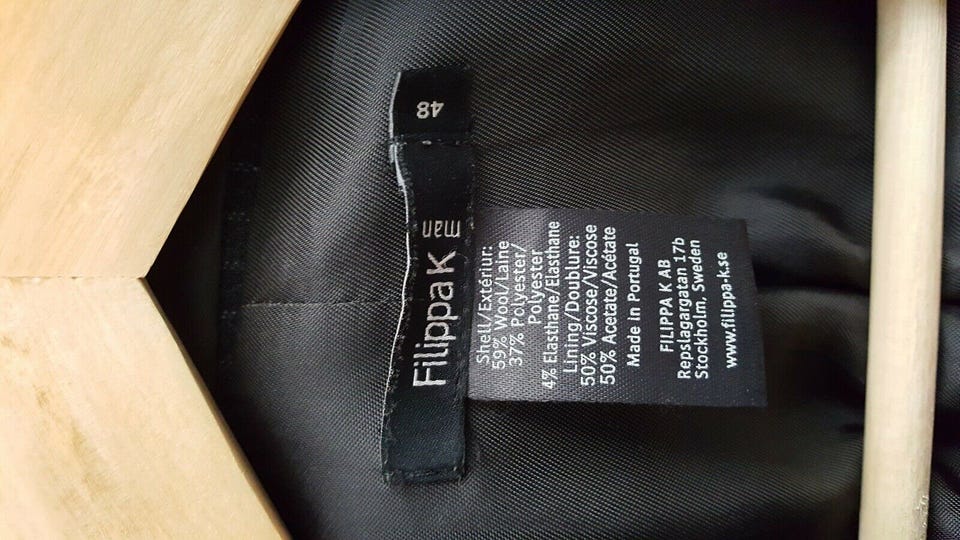 Filippa K man
48
Shell/Extériur:
59% Wool/Laine
37% Polyester/
Polyester
4% Elasthane/Elasthane
Lining/Doublure:
50% Viscose/Viscose
50% Acetate/Acétate
Made in Portugal
FILIPPA K AB
Repslagargatan 17b
Stockholm, Sweden
www.filippa-k.se